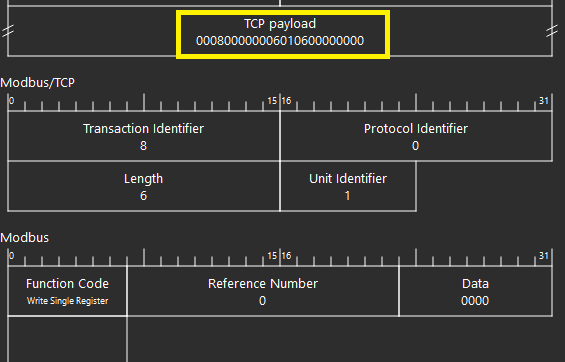 TCP payload
000800000006010600000000
Modbus/TCP
0 15 16 31
Transaction Identifier Protocol Identifier
8 0
Length Unit Identifier
6 1
Modbus
0 15 16 31
Function Code Reference Number Data
Write Single Register 0 0000